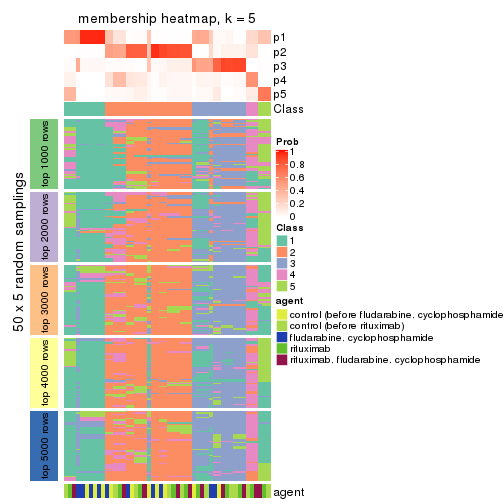 membership heatmap, k = 5
p1
p2
p3
p4
p5
Class
50 x 5 random samplings
top 1000 rows
top 2000 rows
top 3000 rows
top 4000 rows
top 5000 rows
Prob
1
0.8
0.6
0.4
0.2
0
Class
1
2
3
4
5
agent
control (before fludarabine. cyclophosphamide
control (before rituximab)
fludarabine. cyclophosphamide
rituximab
rituximab. fludarabine. cyclophosphamide
agent